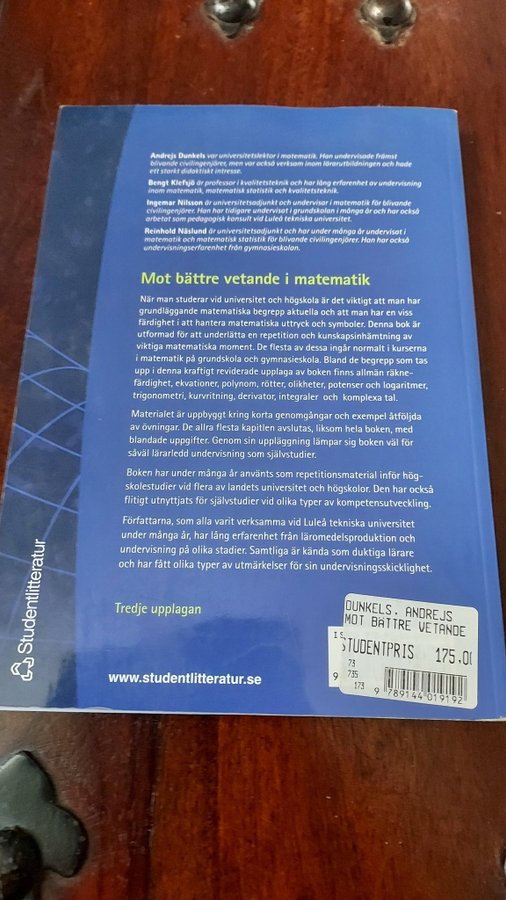 Andrejs Dunkels var universitetslektor i matematik. Han undervisade främst
blivande civilingenjörer, men var också verksam inom lärarutbildningen och hade
ett starkt didaktiskt intresse.
Bengt Klefsjö är professor i kvalitetsteknik och har lång erfarenhet av undervisning
inom matematik, matematisk statistik och kvalitetsteknik.
Ingemar Nilsson är universitetsadjunkt och undervisar i matematik för blivande
civilingenjörer. Han har tidigare undervisat i grundskolan i många år och har också
arbetat som pedagogisk konsult vid Luleå tekniska universitet.
Reinhold Näslund är universitetsadjunkt och har under många år undervisat i
matematik och matematisk statistik för blivande civilingenjörer. Han har också
undervisningserfarenhet från gymnasieskolan.
Mot bättre vetande i matematik
När man studerar vid universitet och högskola är det viktigt att man har
grundläggande matematiska begrepp aktuella och att man har en viss
färdighet i att hantera matematiska uttryck och symboler. Denna bok är
utformad för att underlätta en repetition och kunskapsinhämtning av
viktiga matematiska moment. De flesta av dessa ingår normalt i kurserna
i matematik på grundskola och gymnasieskola. Bland de begrepp som tas
upp i denna kraftigt reviderade upplaga av boken finns allmän räkne-
färdighet, ekvationer, polynom, rötter, olikheter, potenser och logaritmer,
trigonometri, kurvritning, derivator, integraler och komplexa tal.
Materialet är uppbyggt kring korta genomgångar och exempel åtföljda
av övningar. De allra flesta kapitlen avslutas, liksom hela boken, med
blandade uppgifter. Genom sin uppläggning lämpar sig boken väl för
såväl lärarledd undervisning som självstudier.
Boken har under många år använts som repetitionsmaterial inför hög-
skolestudier vid flera av landets universitet och högskolor. Den har också
flitigt utnyttjats för självstudier vid olika typer av kompetensutveckling.
Författarna, som alla varit verksamma vid Luleå tekniska universitet
under många år, har lång erfarenhet från läromedelsproduktion och
undervisning på olika stadier. Samtliga är kända som duktiga lärare
och har fått olika typer av utmärkelser för sin undervisningsskicklighet.
Tredje upplagan
Studentlitteratur
www.studentlitteratur.se
DUNKELS, ANDREJS
MOT BÄTTRE VETANDE
STUDENTPRIS 175.00
73
735
173
9 789144 019192
IS
9